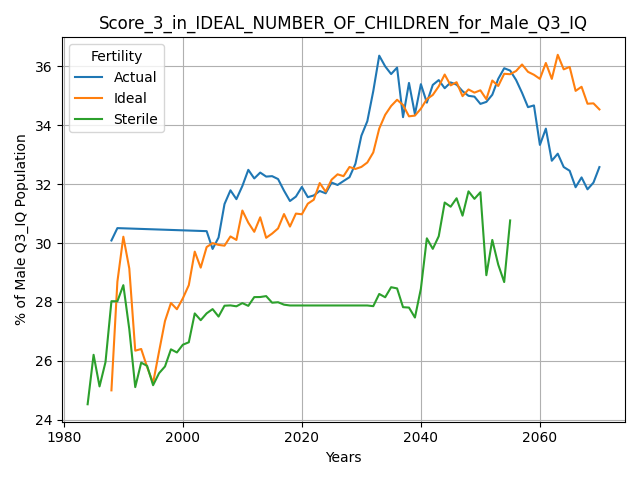 Score_3_in_IDEAL_NUMBER_OF_CHILDREN_for_Male_Q3_IQ
Fertility
Actual
Ideal
Sterile
% of Male Q3_IQ Population
36
34
32
30
28
26
24
1980
2000
2020
2040
2060
Years